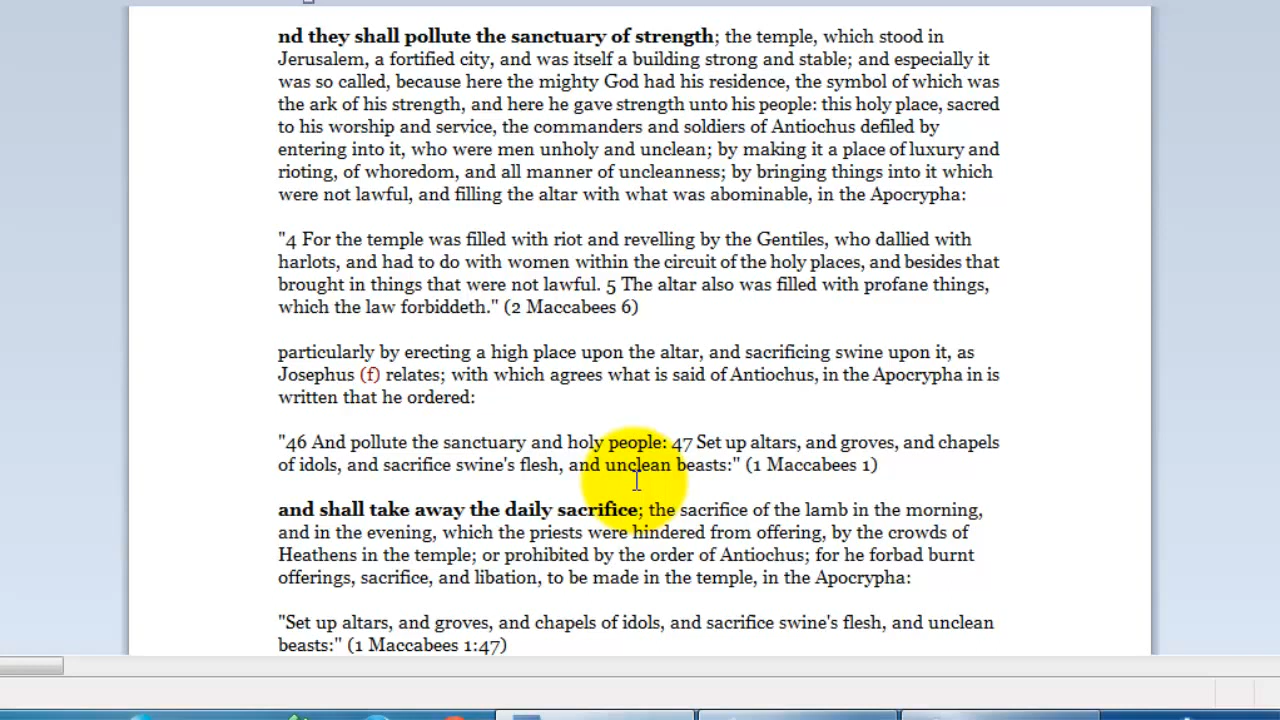 nd they shall pollute the sanctuary of strength; the temple, which stood in
Jerusalem, a fortified city, and was itself a building strong and stable; and especially it
was so called, because here the mighty God had his residence, the symbol of which was
the ark of his strength, and here he gave strength unto his people: this holy place, sacred
to his worship and service, the commanders and soldiers of Antiochus defiled by
entering into it, who were men unholy and unclean; by making it a place of luxury and
rioting, of whoredom, and all manner of uncleanness; by bringing things into it which
were not lawful, and filling the altar with what was abominable, in the Apocrypha:
"4 For the temple was filled with riot and revelling by the Gentiles, who dallied with
harlots, and had to do with women within the circuit of the holy places, and besides that
brought in things that were not lawful. 5 The altar also was filled with profane things,
which the law forbiddeth." (2 Maccabees 6)
particularly by erecting a high place upon the altar, and sacrificing swine upon it, as
Josephus (f) relates; with which agrees what is said of Antiochus, in the Apocrypha in is
written that he ordered:
"46 And pollute the sanctuary and holy people: 47 Set up altars, and groves, and chapels
of idols, and sacrifice swine's flesh, and unclean beasts:" (1 Maccabees 1)
and shall take away the daily sacrifice; the sacrifice of the lamb in the morning,
and in the evening, which the priests were hindered from offering, by the crowds of
Heathens in the temple; or prohibited by the order of Antiochus; for he forbad burnt
offerings, sacrifice, and libation, to be made in the temple, in the Apocrypha:
"Set up altars, and groves, and chapels of idols, and sacrifice swine's flesh, and unclean
beasts:" (1 Maccabees 1:47)